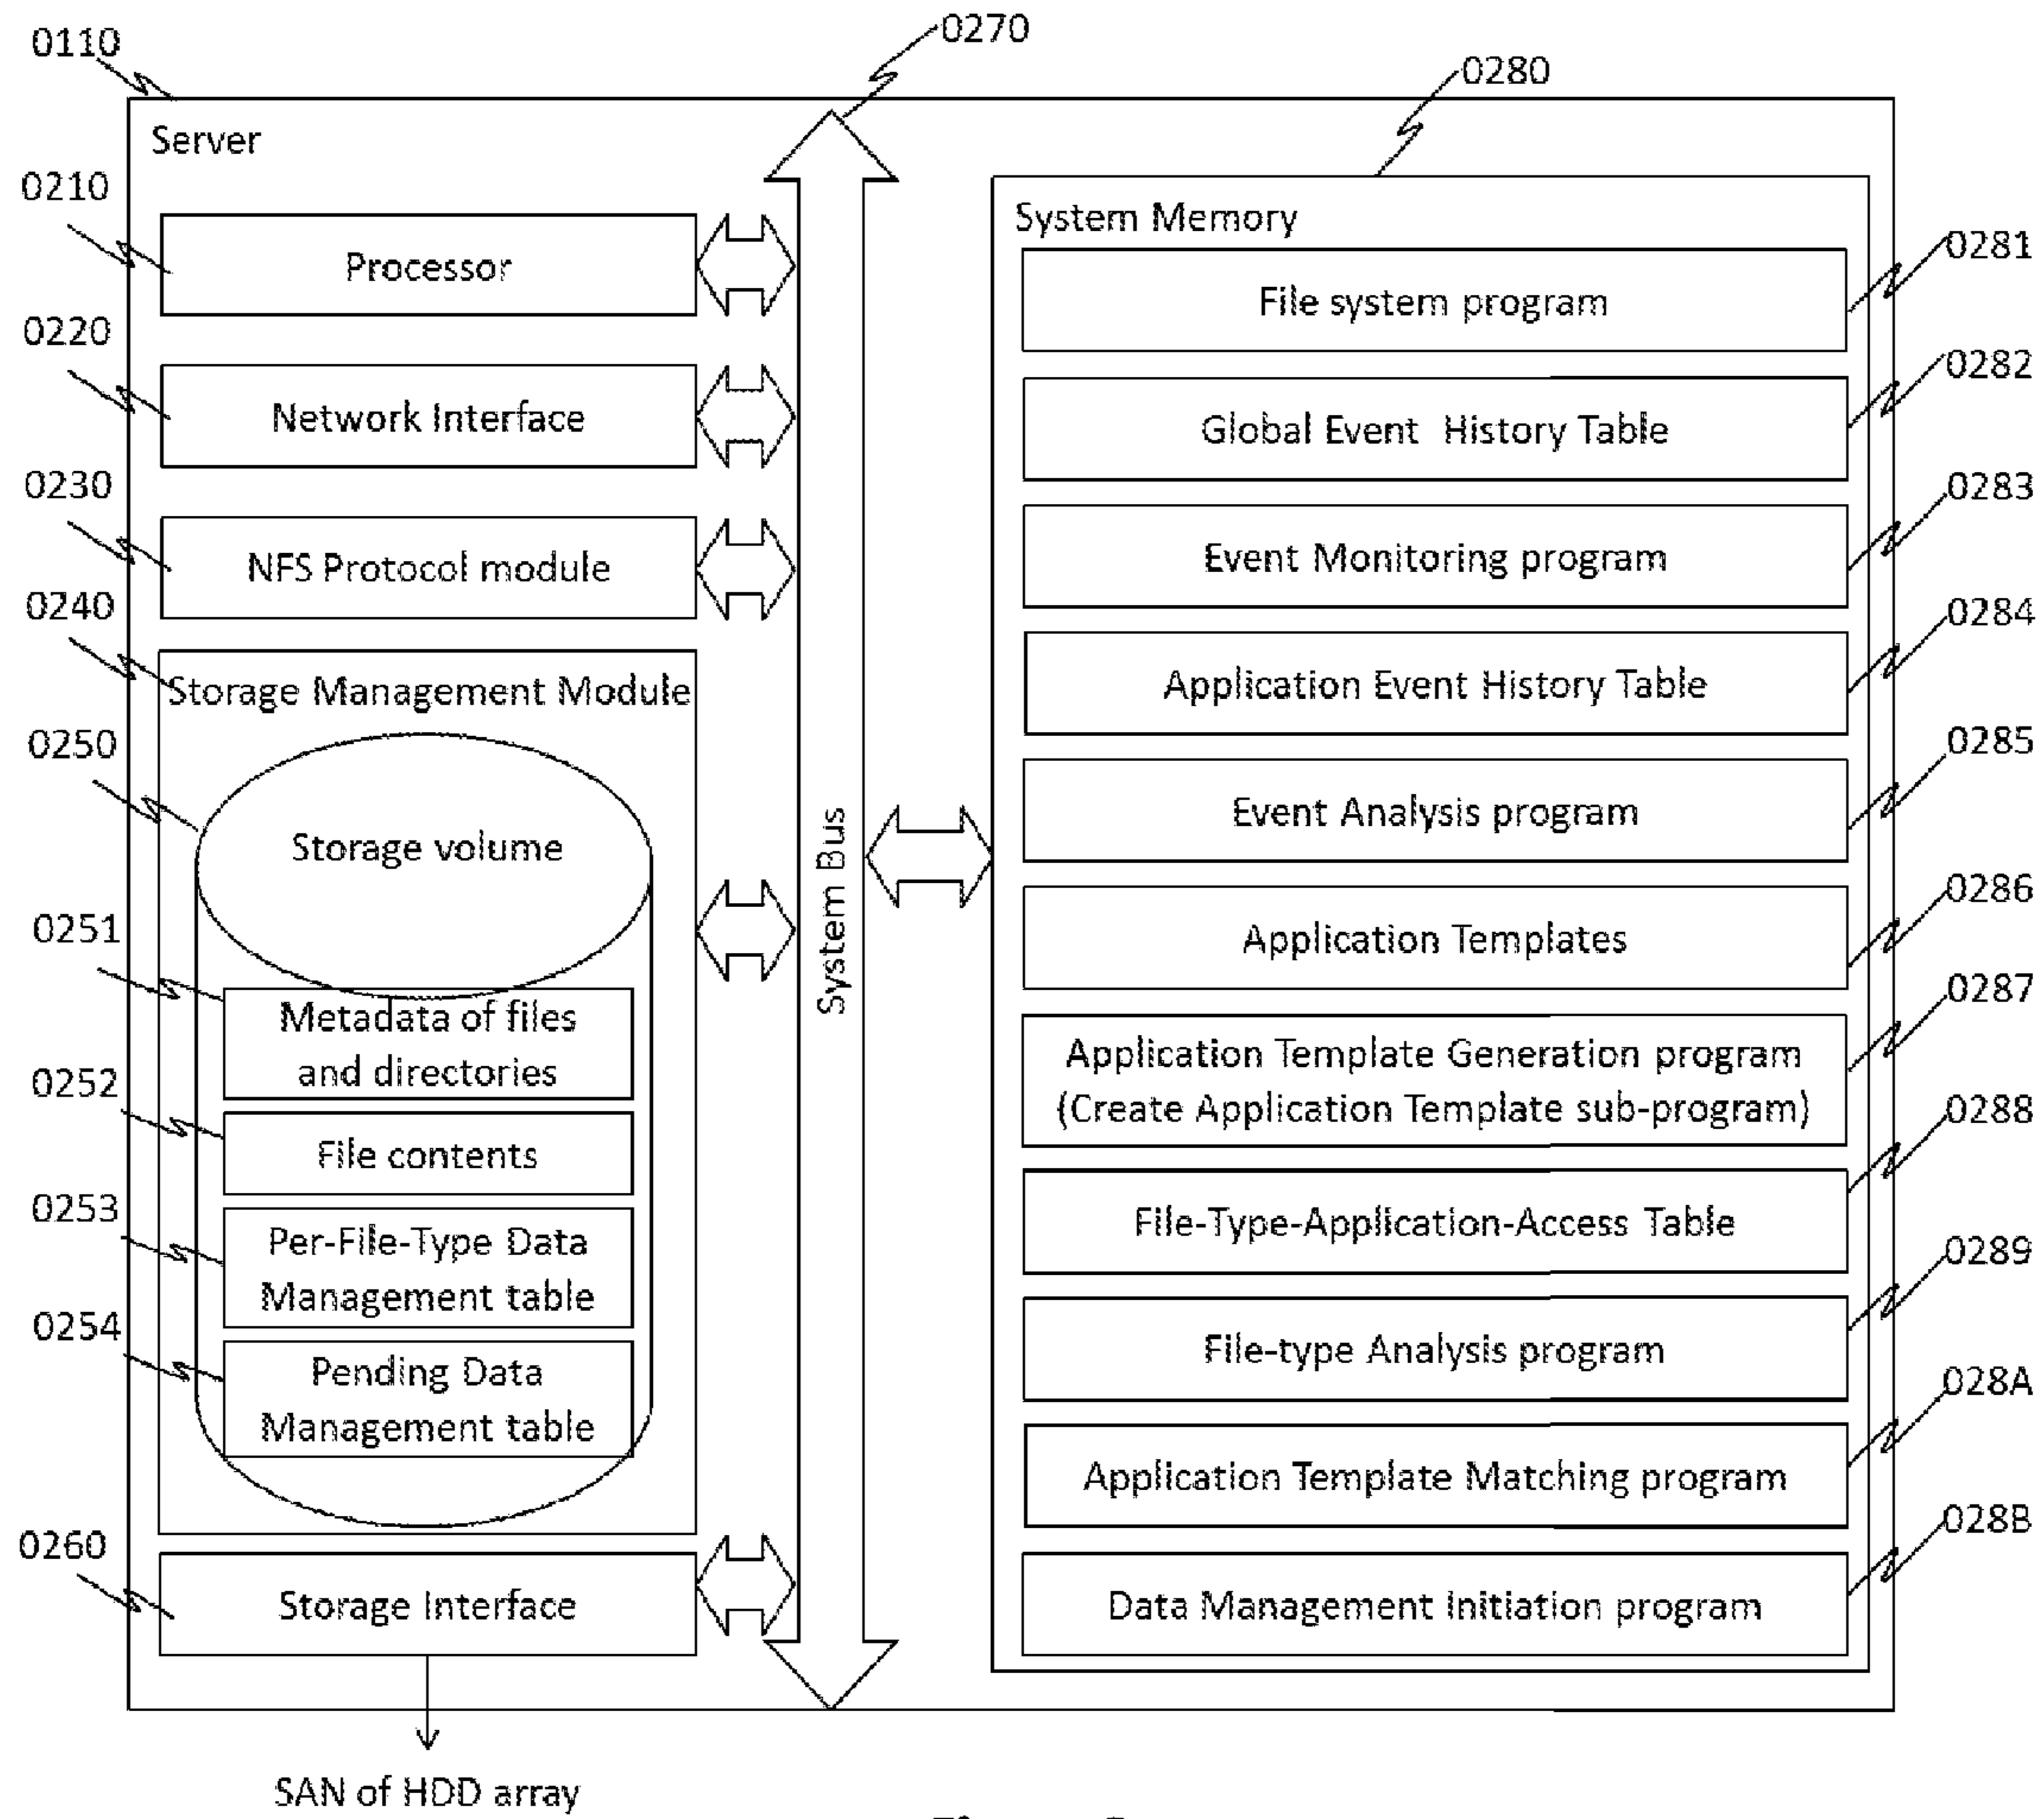 0110
0270
0280
Server
0210
Processor
0220
Network Interface
0230
NFS Protocol module
0240
Storage Management Module
0250
Storage volume
0251
Metadata of files
and directories
0252
File contents
0253
Per-File-Type Data
Management table
0254
Pending Data
Management table
0260
Storage Interface
SAN of HDD array
System Bus
System Memory
File system program
0281
Global Event History Table
0282
Event Monitoring program
0283
Application Event History Table
0284
Event Analysis program
0285
Application Templates
0286
Application Template Generation program
(Create Application Template sub-program)
0287
File-Type-Application-Access Table
0288
File-type Analysis program
0289
Application Template Matching program
028A
Data Management Initiation program
028B